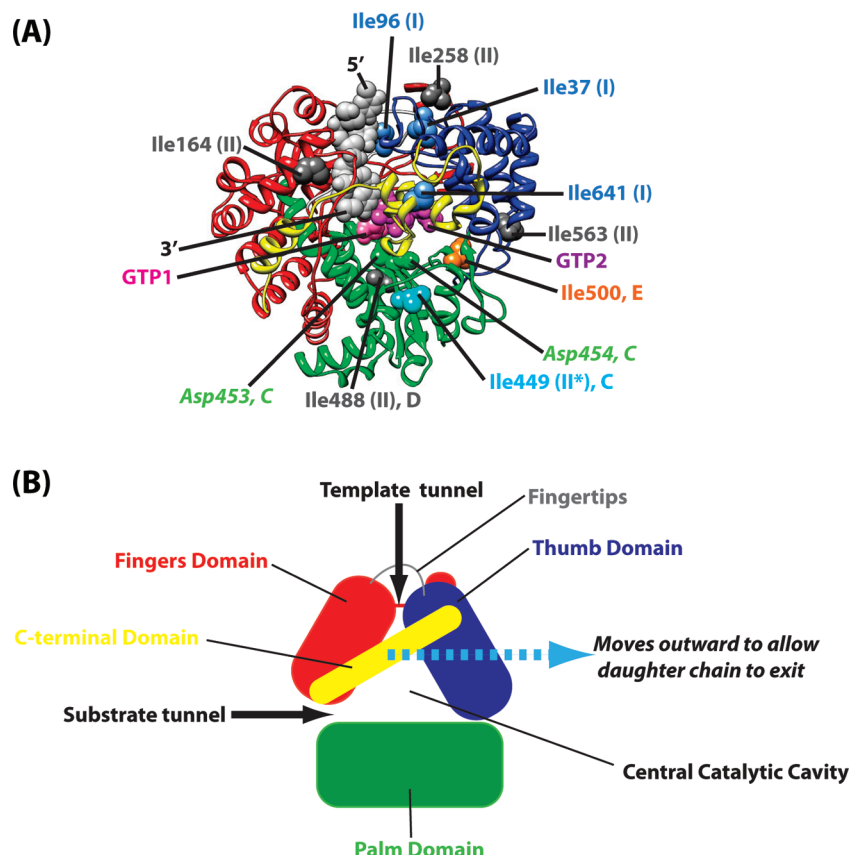 (A)
Ile96 (I)
Ile258 (II)
5’
Ile37 (I)
Ile164 (II)
Ile641 (I)
3’
Ile563 (II)
GTP1
GTP2
Ile500, E
Asp454, C
Asp453, C
Ile449 (II*), C
Ile488 (II), D
(B)
Template tunnel
Fingertips
Fingers Domain
Thumb Domain
C-terminal Domain
Moves outward to allow
daughter chain to exit
Substrate tunnel
Central Catalytic Cavity
Palm Domain